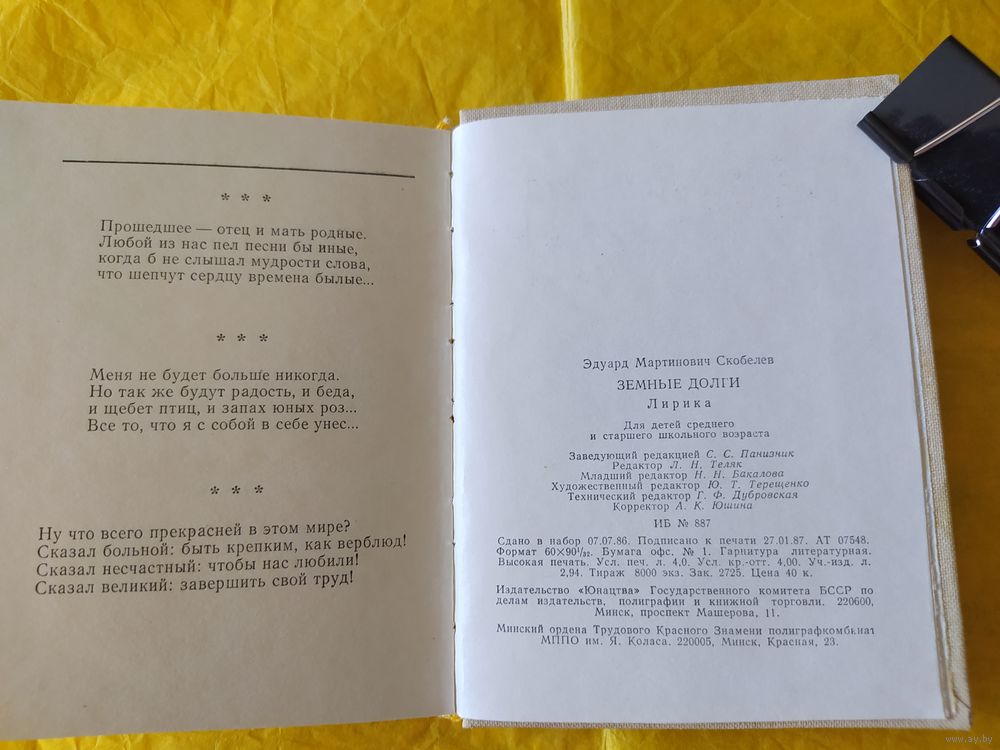 * * *
Прошедшее — отец и мать родные.
Любой из нас пел песни бы иные,
когда б не слышал мудрости слова,
что шепчут сердцу времена былые...
* * *
Меня не будет больше никогда.
Но так же будут радость, и беда,
и щебет птиц, и запах юных роз...
Все то, что я с собой в себе унес...
* * *
Ну что всего прекрасней в этом мире?
Сказал больной: быть крепким, как верблюд!
Сказал несчастный: чтобы нас любили!
Сказал великий: завершить свой труд!
Эдуард Мартинович Скобелев
ЗЕМНЫЕ ДОЛГИ
Лирика
Для детей среднего
и старшего школьного возраста
Заведующий редакцией С. С. Панизник
Редактор Л. Н. Теляк
Младший редактор Н. Н. Бакалова
Художественный редактор Ю. Т. Терещенко
Технический редактор Г. Ф. Дубровская
Корректор А. К. Юшина
ИБ № 887
Сдано в набор 07.07.86. Подписано к печати 27.01.87. АТ 07548.
Формат 60×90¹/₃₂. Бумага офс. № 1. Гарнитура литературная.
Высокая печать. Усл. печ. л. 4,0. Усл. кр.-отт. 4,00. Уч.-изд. л.
2,94. Тираж 8000 экз. Зак. 2725. Цена 40 к.
Издательство «Юнацтва» Государственного комитета БССР по
делам издательств, полиграфии и книжной торговли. 220600,
Минск, проспект Машерова, 11.
Минский ордена Трудового Красного Знамени полиграфкомбинат
МППО им. Я. Коласа. 220005, Минск, Красная, 23.
www.ay.by